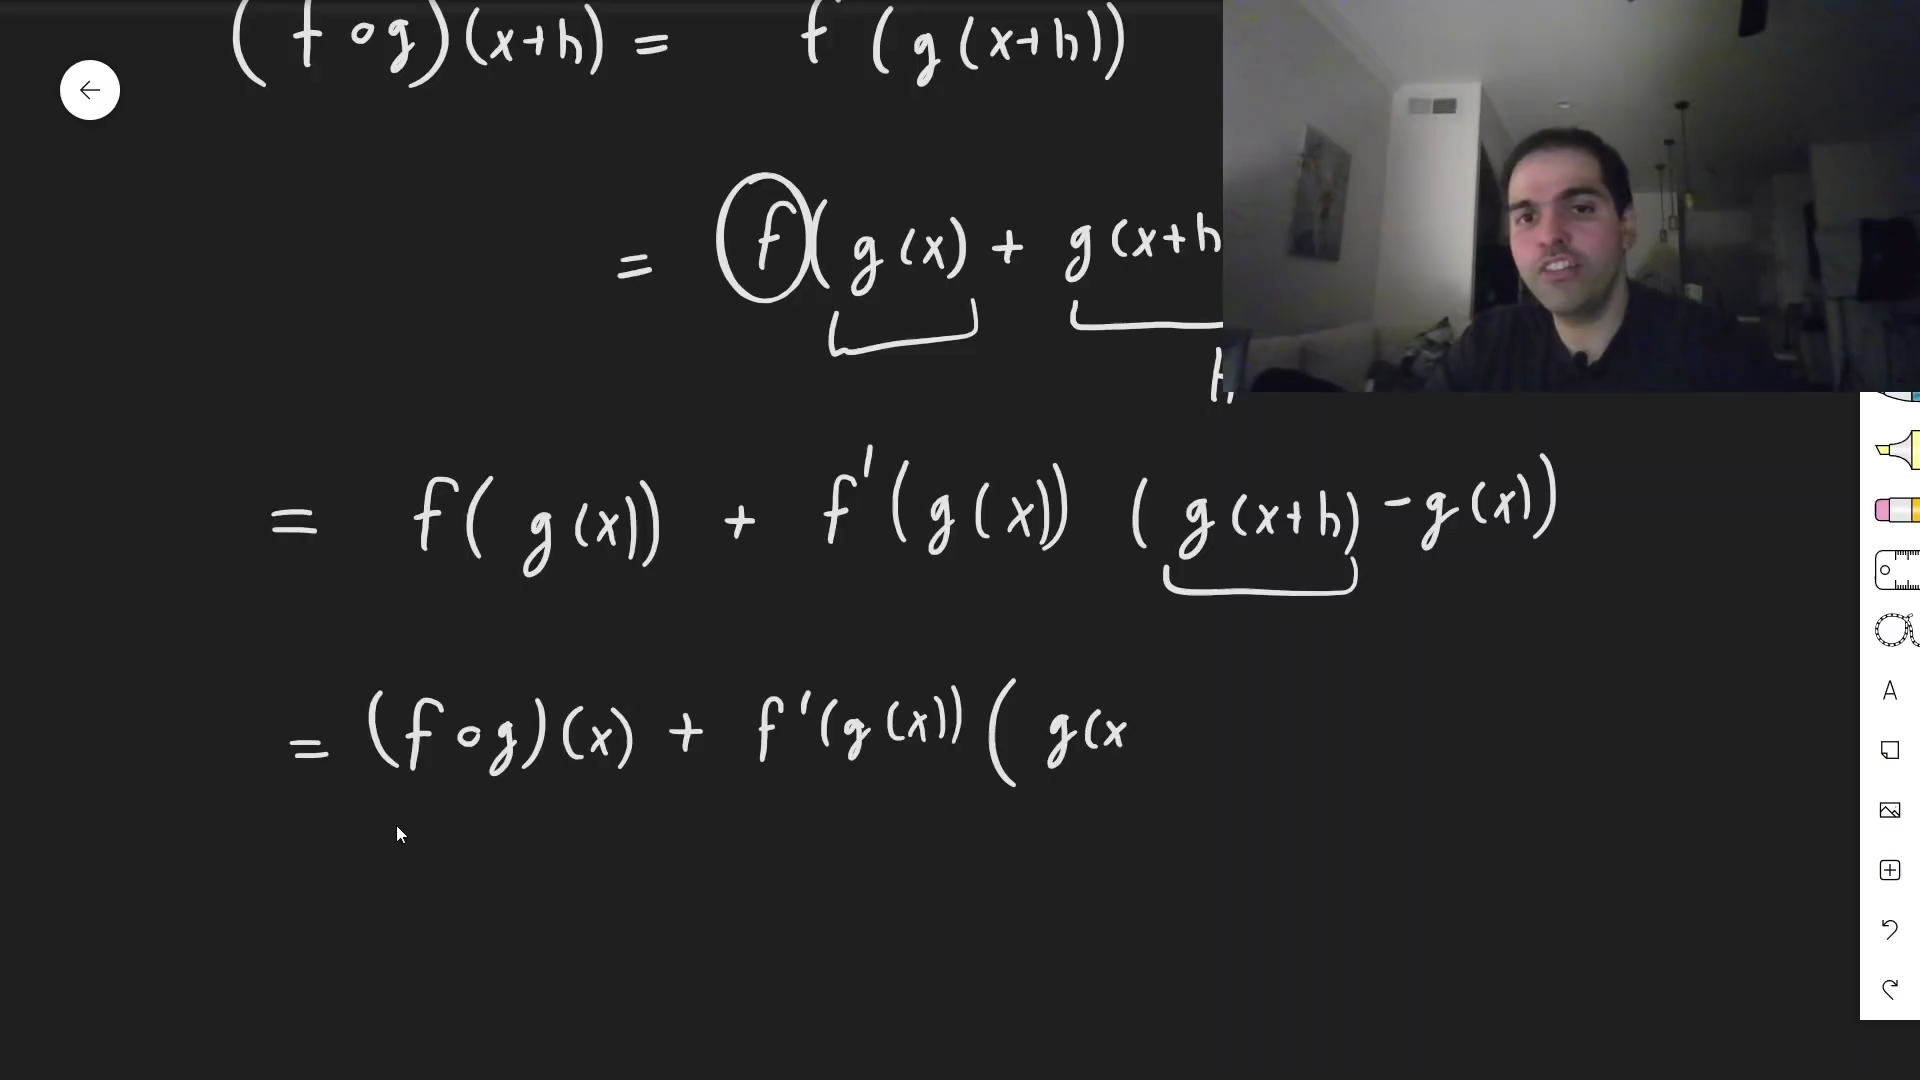 (f ∘ g)(x+h) = f (g(x+h))
= f( g(x) + g(x+h
h
= f( g(x)) + f'(g(x)) ( g(x+h) - g(x))
= (f ∘ g)(x) + f'(g(x)) ( g(x
A